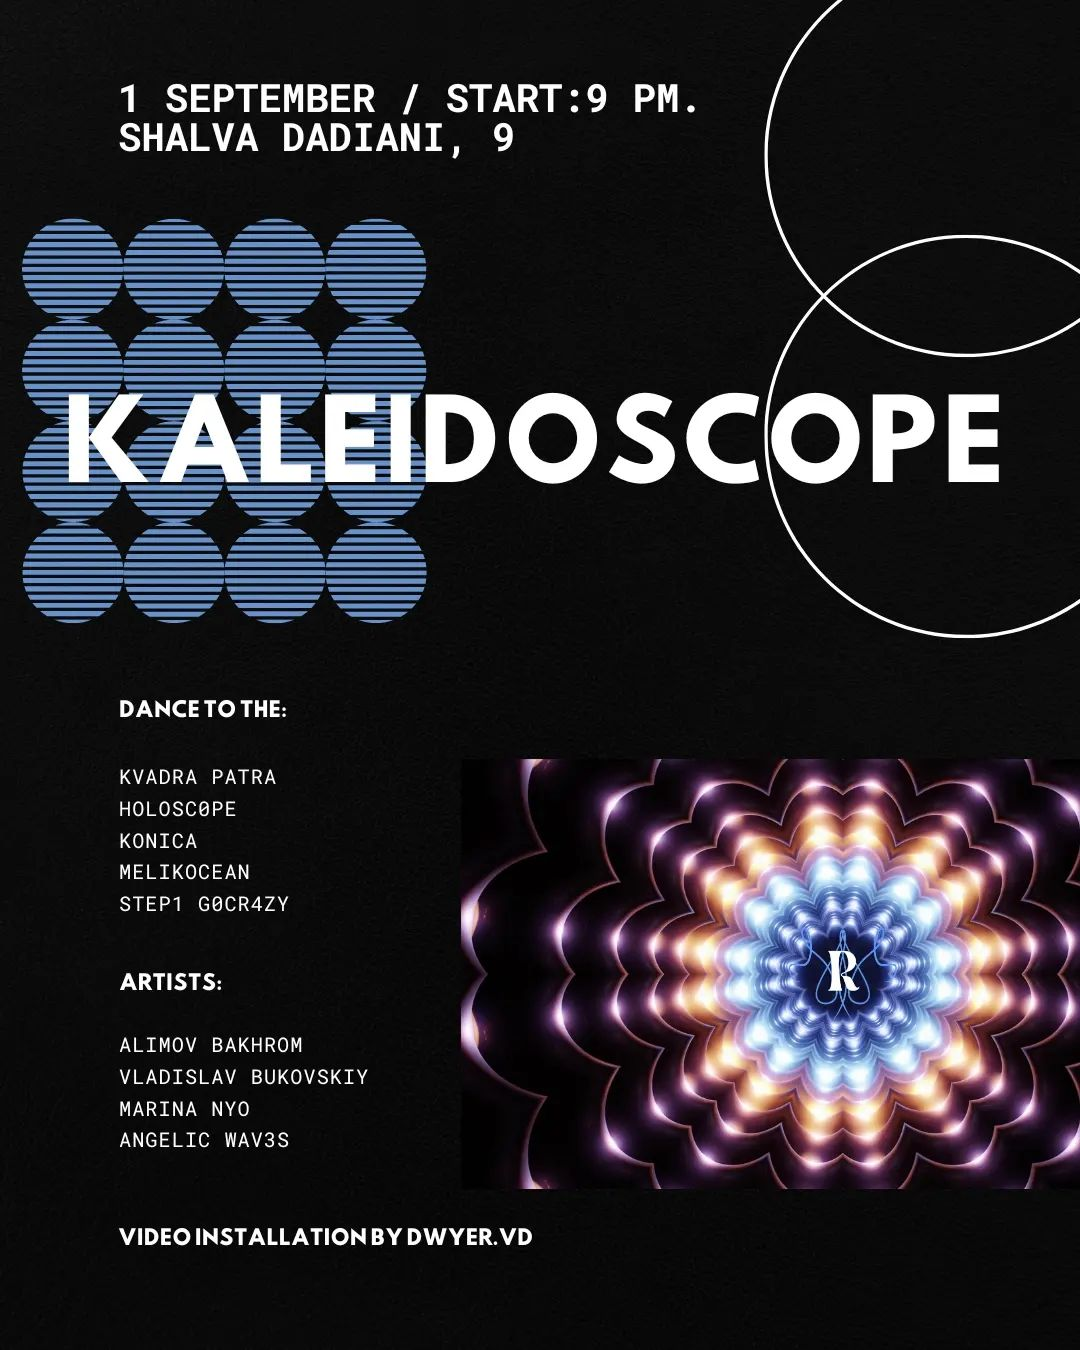 1 SEPTEMBER / START:9 PM.
SHALVA DADIANI, 9
KALEIDOSCOPE
DANCE TO THE:
KVADRA PATRA
HOLOSC0PE
KONICA
MELIKOCEAN
STEP1 G0CR4ZY
ARTISTS:
ALIMOV BAKHROM
VLADISLAV BUKOVSKIY
MARINA NYO
ANGELIC WAV3S
R
VIDEO INSTALLATION BY DWYER.VD